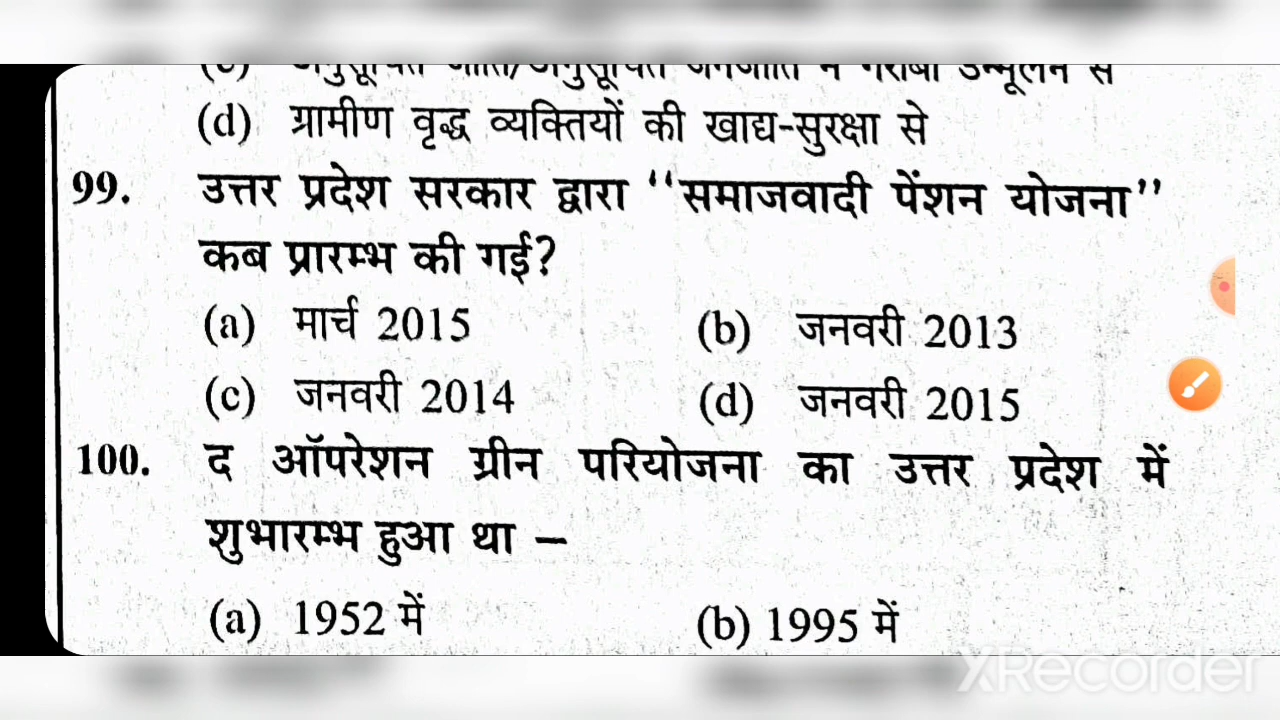 (d) ग्रामीण वृद्ध व्यक्तियों की खाद्य-सुरक्षा से
99. उत्तर प्रदेश सरकार द्वारा ‘‘समाजवादी पेंशन योजना’’
कब प्रारम्भ की गई?
(a) मार्च 2015 (b) जनवरी 2013
(c) जनवरी 2014 (d) जनवरी 2015
100. द ऑपरेशन ग्रीन परियोजना का उत्तर प्रदेश में
शुभारम्भ हुआ था –
(a) 1952 में (b) 1995 में
XRecorder